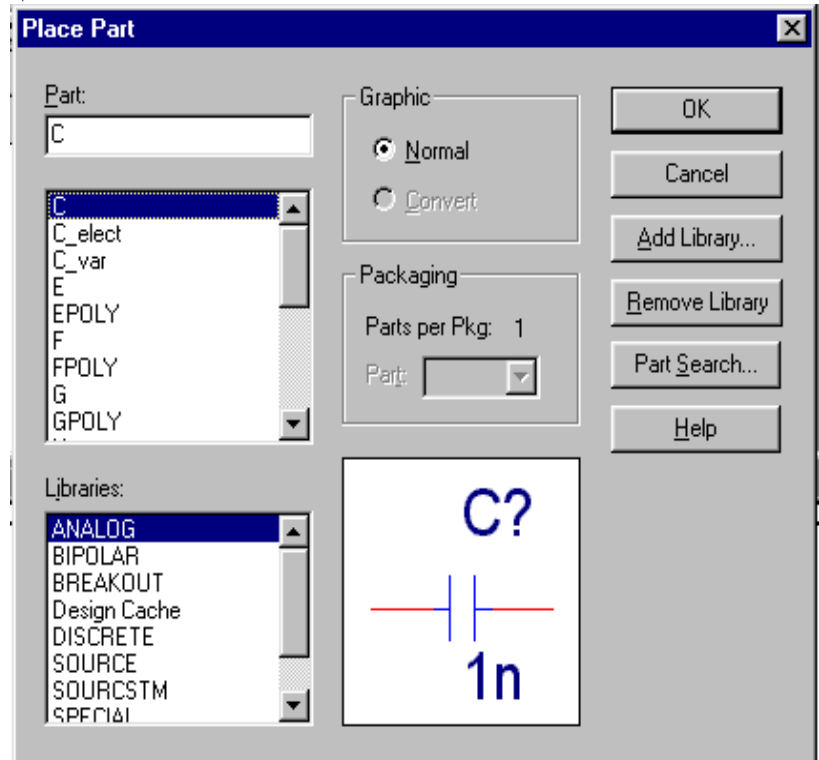 Place Part
Part:
C
C
C_elect
C_var
E
EPOLY
F
FPOLY
G
GPOLY
Libraries:
ANALOG
BIPOLAR
BREAKOUT
Design Cache
DISCRETE
SOURCE
SOURCSTM
SPECIAL
Graphic
Normal
Convert
Packaging
Parts per Pkg: 1
Part:
C?
1n
OK
Cancel
Add Library...
Remove Library
Part Search...
Help